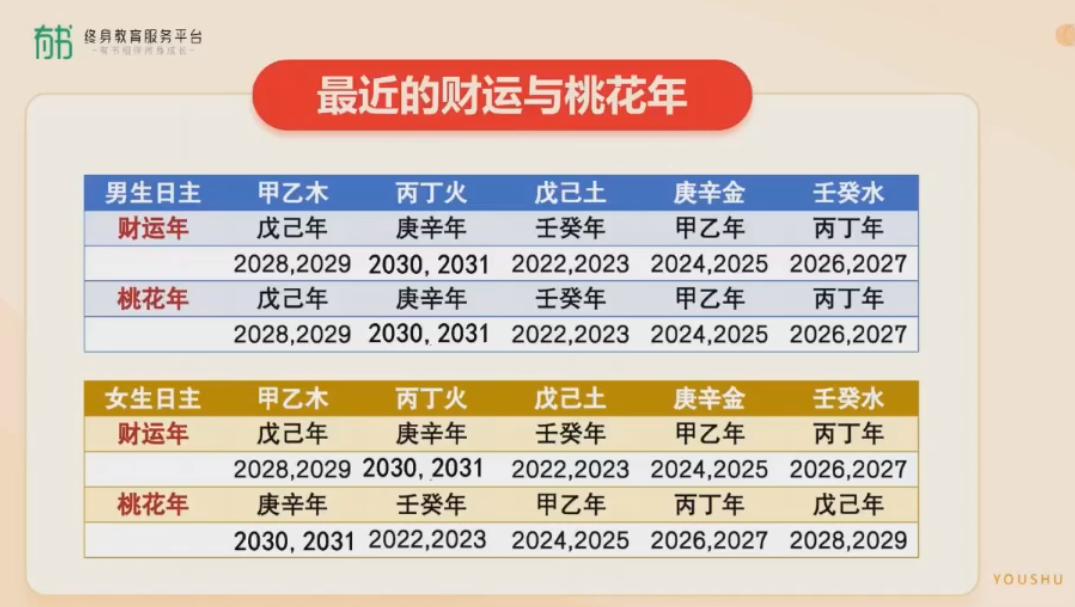 有书 终身教育服务平台
-有书相伴终身成长-
最近的财运与桃花年
男生日主 甲乙木 丙丁火 戊己土 庚辛金 壬癸水
财运年 戊己年 庚辛年 壬癸年 甲乙年 丙丁年
2028,2029 2030, 2031 2022,2023 2024,2025 2026,2027
桃花年 戊己年 庚辛年 壬癸年 甲乙年 丙丁年
2028,2029 2030, 2031 2022,2023 2024,2025 2026,2027
女生日主 甲乙木 丙丁火 戊己土 庚辛金 壬癸水
财运年 戊己年 庚辛年 壬癸年 甲乙年 丙丁年
2028,2029 2030, 2031 2022,2023 2024,2025 2026,2027
桃花年 庚辛年 壬癸年 甲乙年 丙丁年 戊己年
2030, 2031 2022,2023 2024,2025 2026,2027 2028,2029
YOUSHU